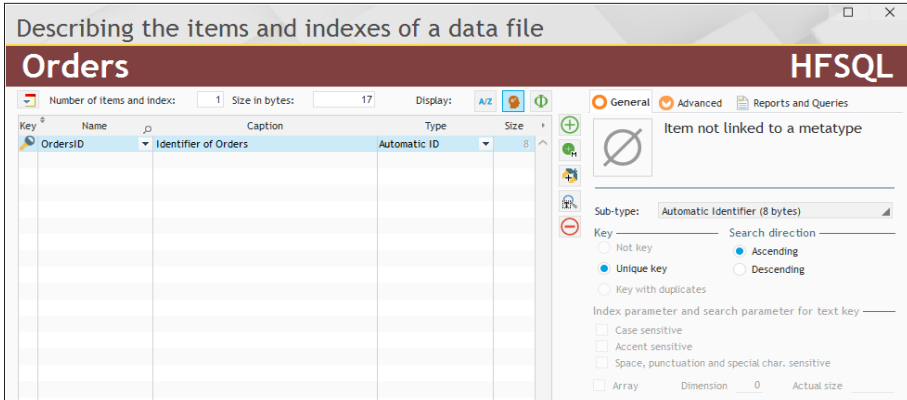 Describing the items and indexes of a data file
Orders HFSQL
Number of items and index: 1 Size in bytes: 17 Display: A/Z
General Advanced Reports and Queries
Key Name Caption Type Size
OrdersID Identifier of Orders Automatic ID 8
Item not linked to a metatype
Sub-type: Automatic Identifier (8 bytes)
Key Search direction
Not key Ascending
Unique key Descending
Key with duplicates
Index parameter and search parameter for text key
Case sensitive
Accent sensitive
Space, punctuation and special char. sensitive
Array Dimension 0 Actual size